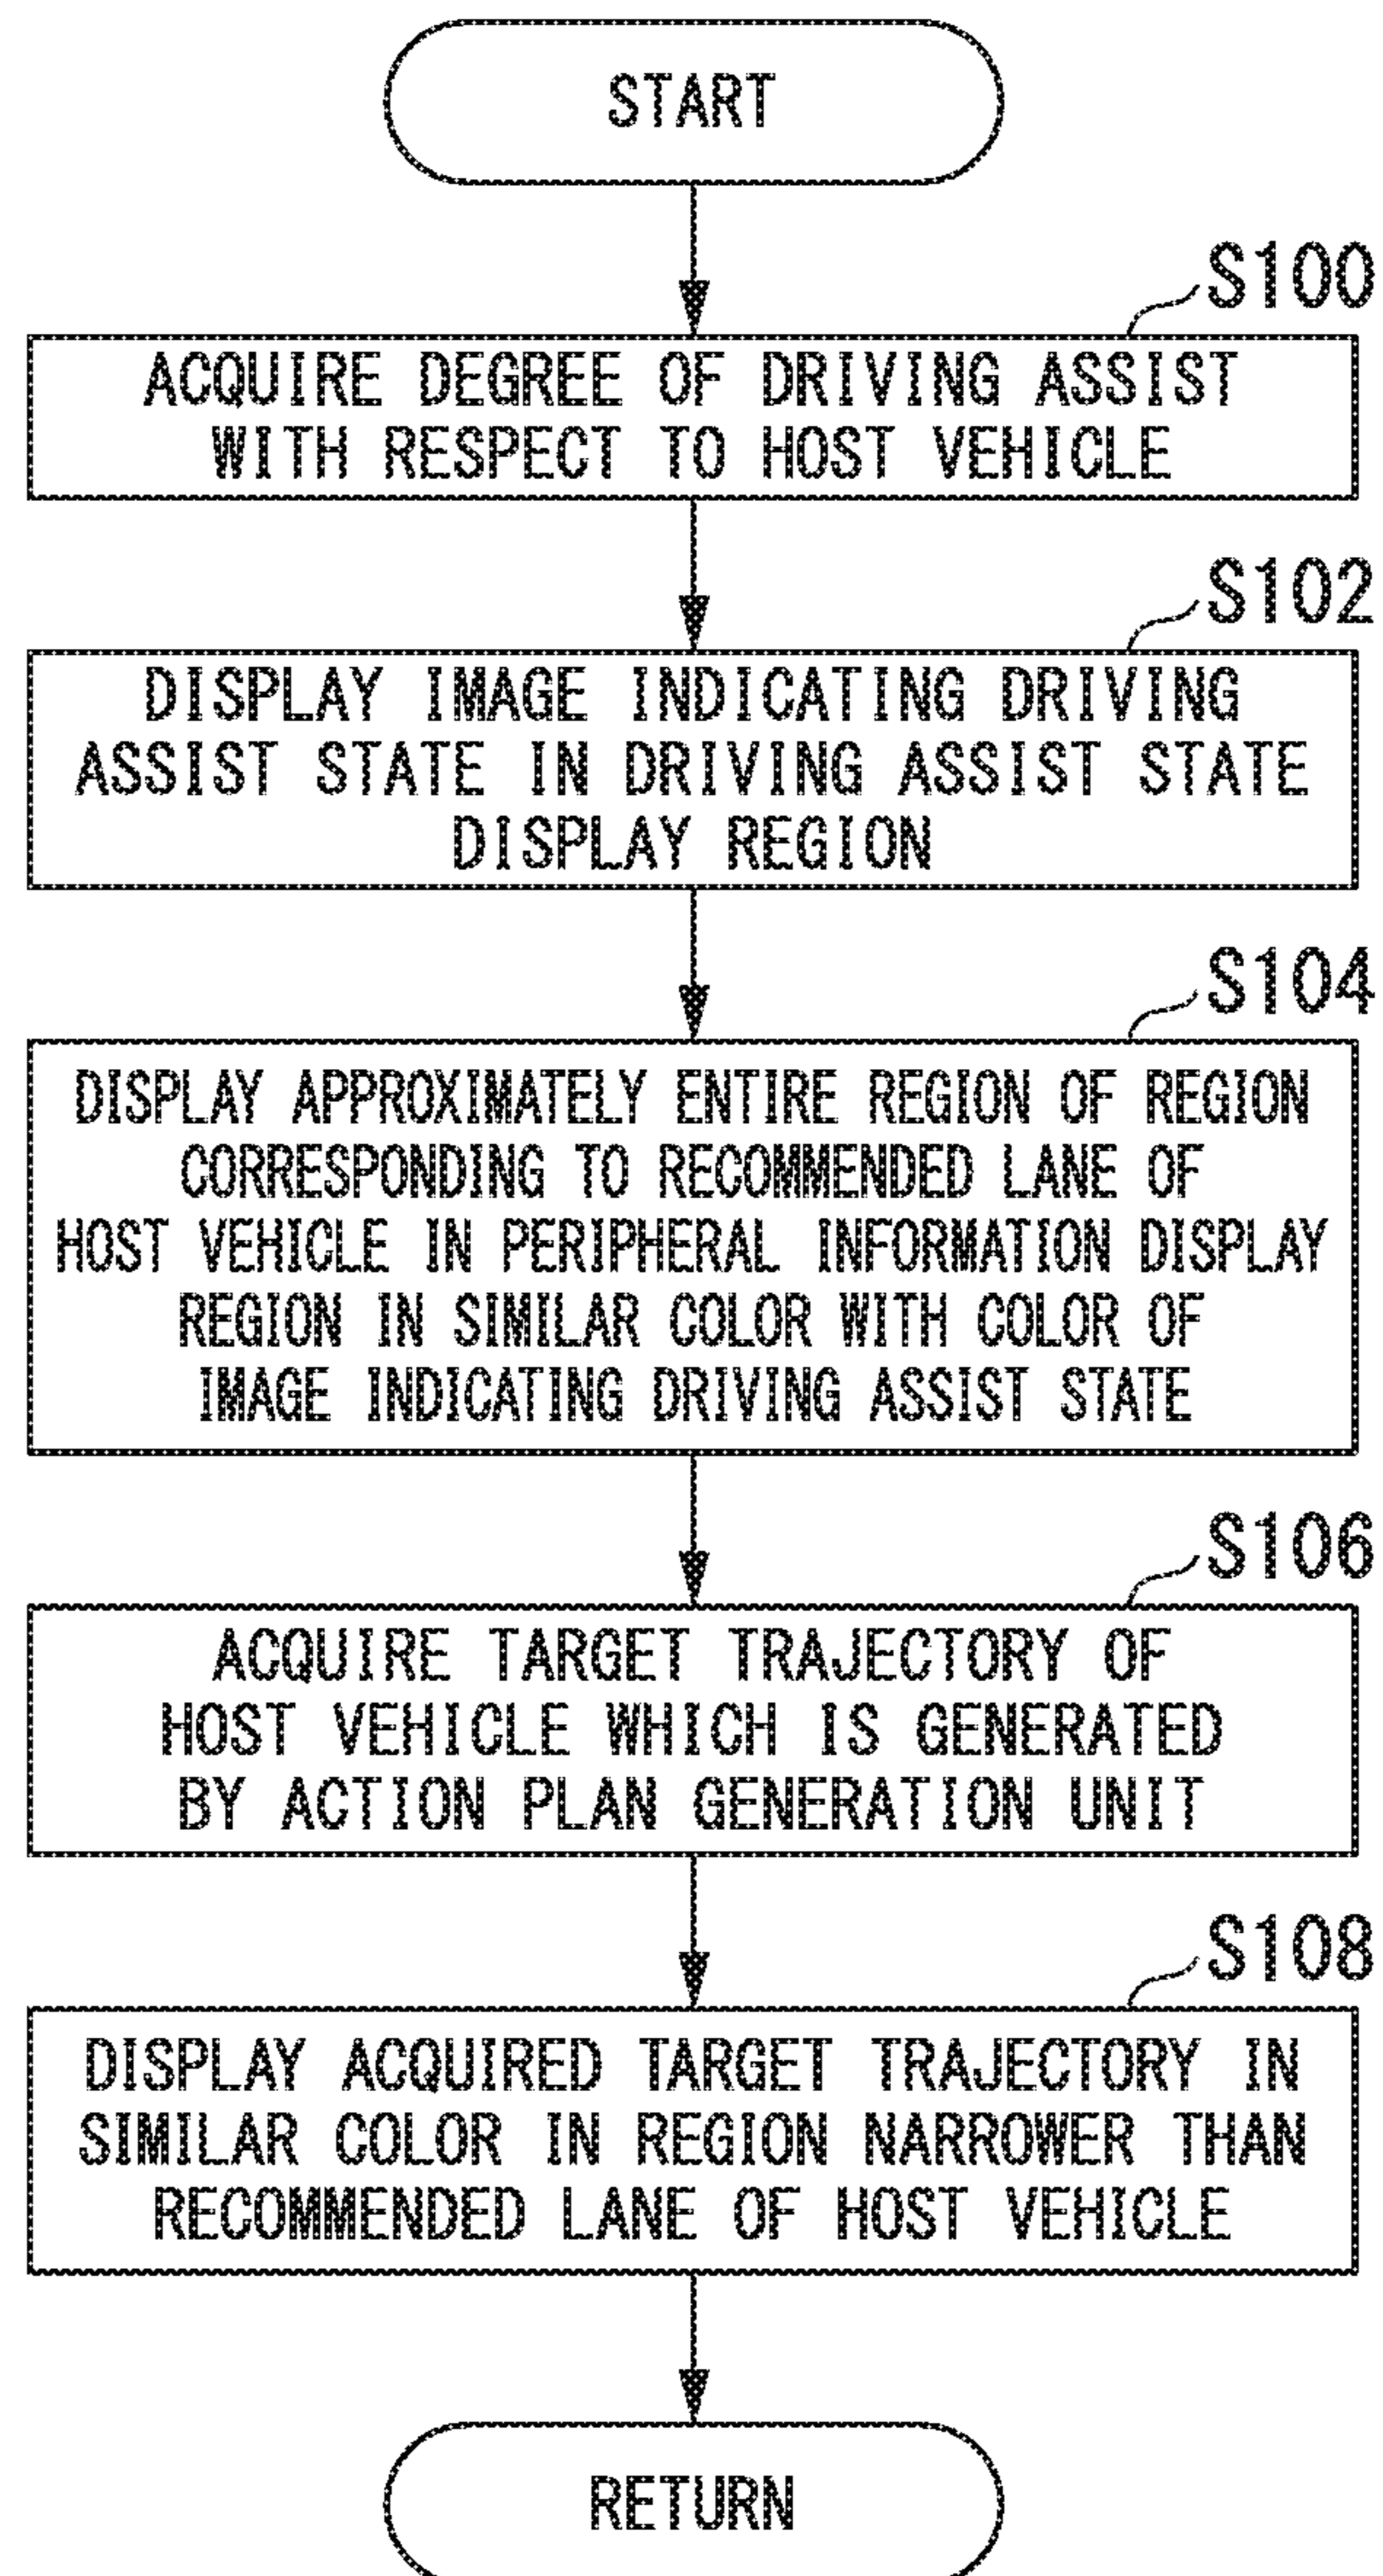 START
S100
ACQUIRE DEGREE OF DRIVING ASSIST
WITH RESPECT TO HOST VEHICLE
S102
DISPLAY IMAGE INDICATING DRIVING
ASSIST STATE IN DRIVING ASSIST STATE
DISPLAY REGION
S104
DISPLAY APPROXIMATELY ENTIRE REGION OF REGION
CORRESPONDING TO RECOMMENDED LANE OF
HOST VEHICLE IN PERIPHERAL INFORMATION DISPLAY
REGION IN SIMILAR COLOR WITH COLOR OF
IMAGE INDICATING DRIVING ASSIST STATE
S106
ACQUIRE TARGET TRAJECTORY OF
HOST VEHICLE WHICH IS GENERATED
BY ACTION PLAN GENERATION UNIT
S108
DISPLAY ACQUIRED TARGET TRAJECTORY IN
SIMILAR COLOR IN REGION NARROWER THAN
RECOMMENDED LANE OF HOST VEHICLE
RETURN